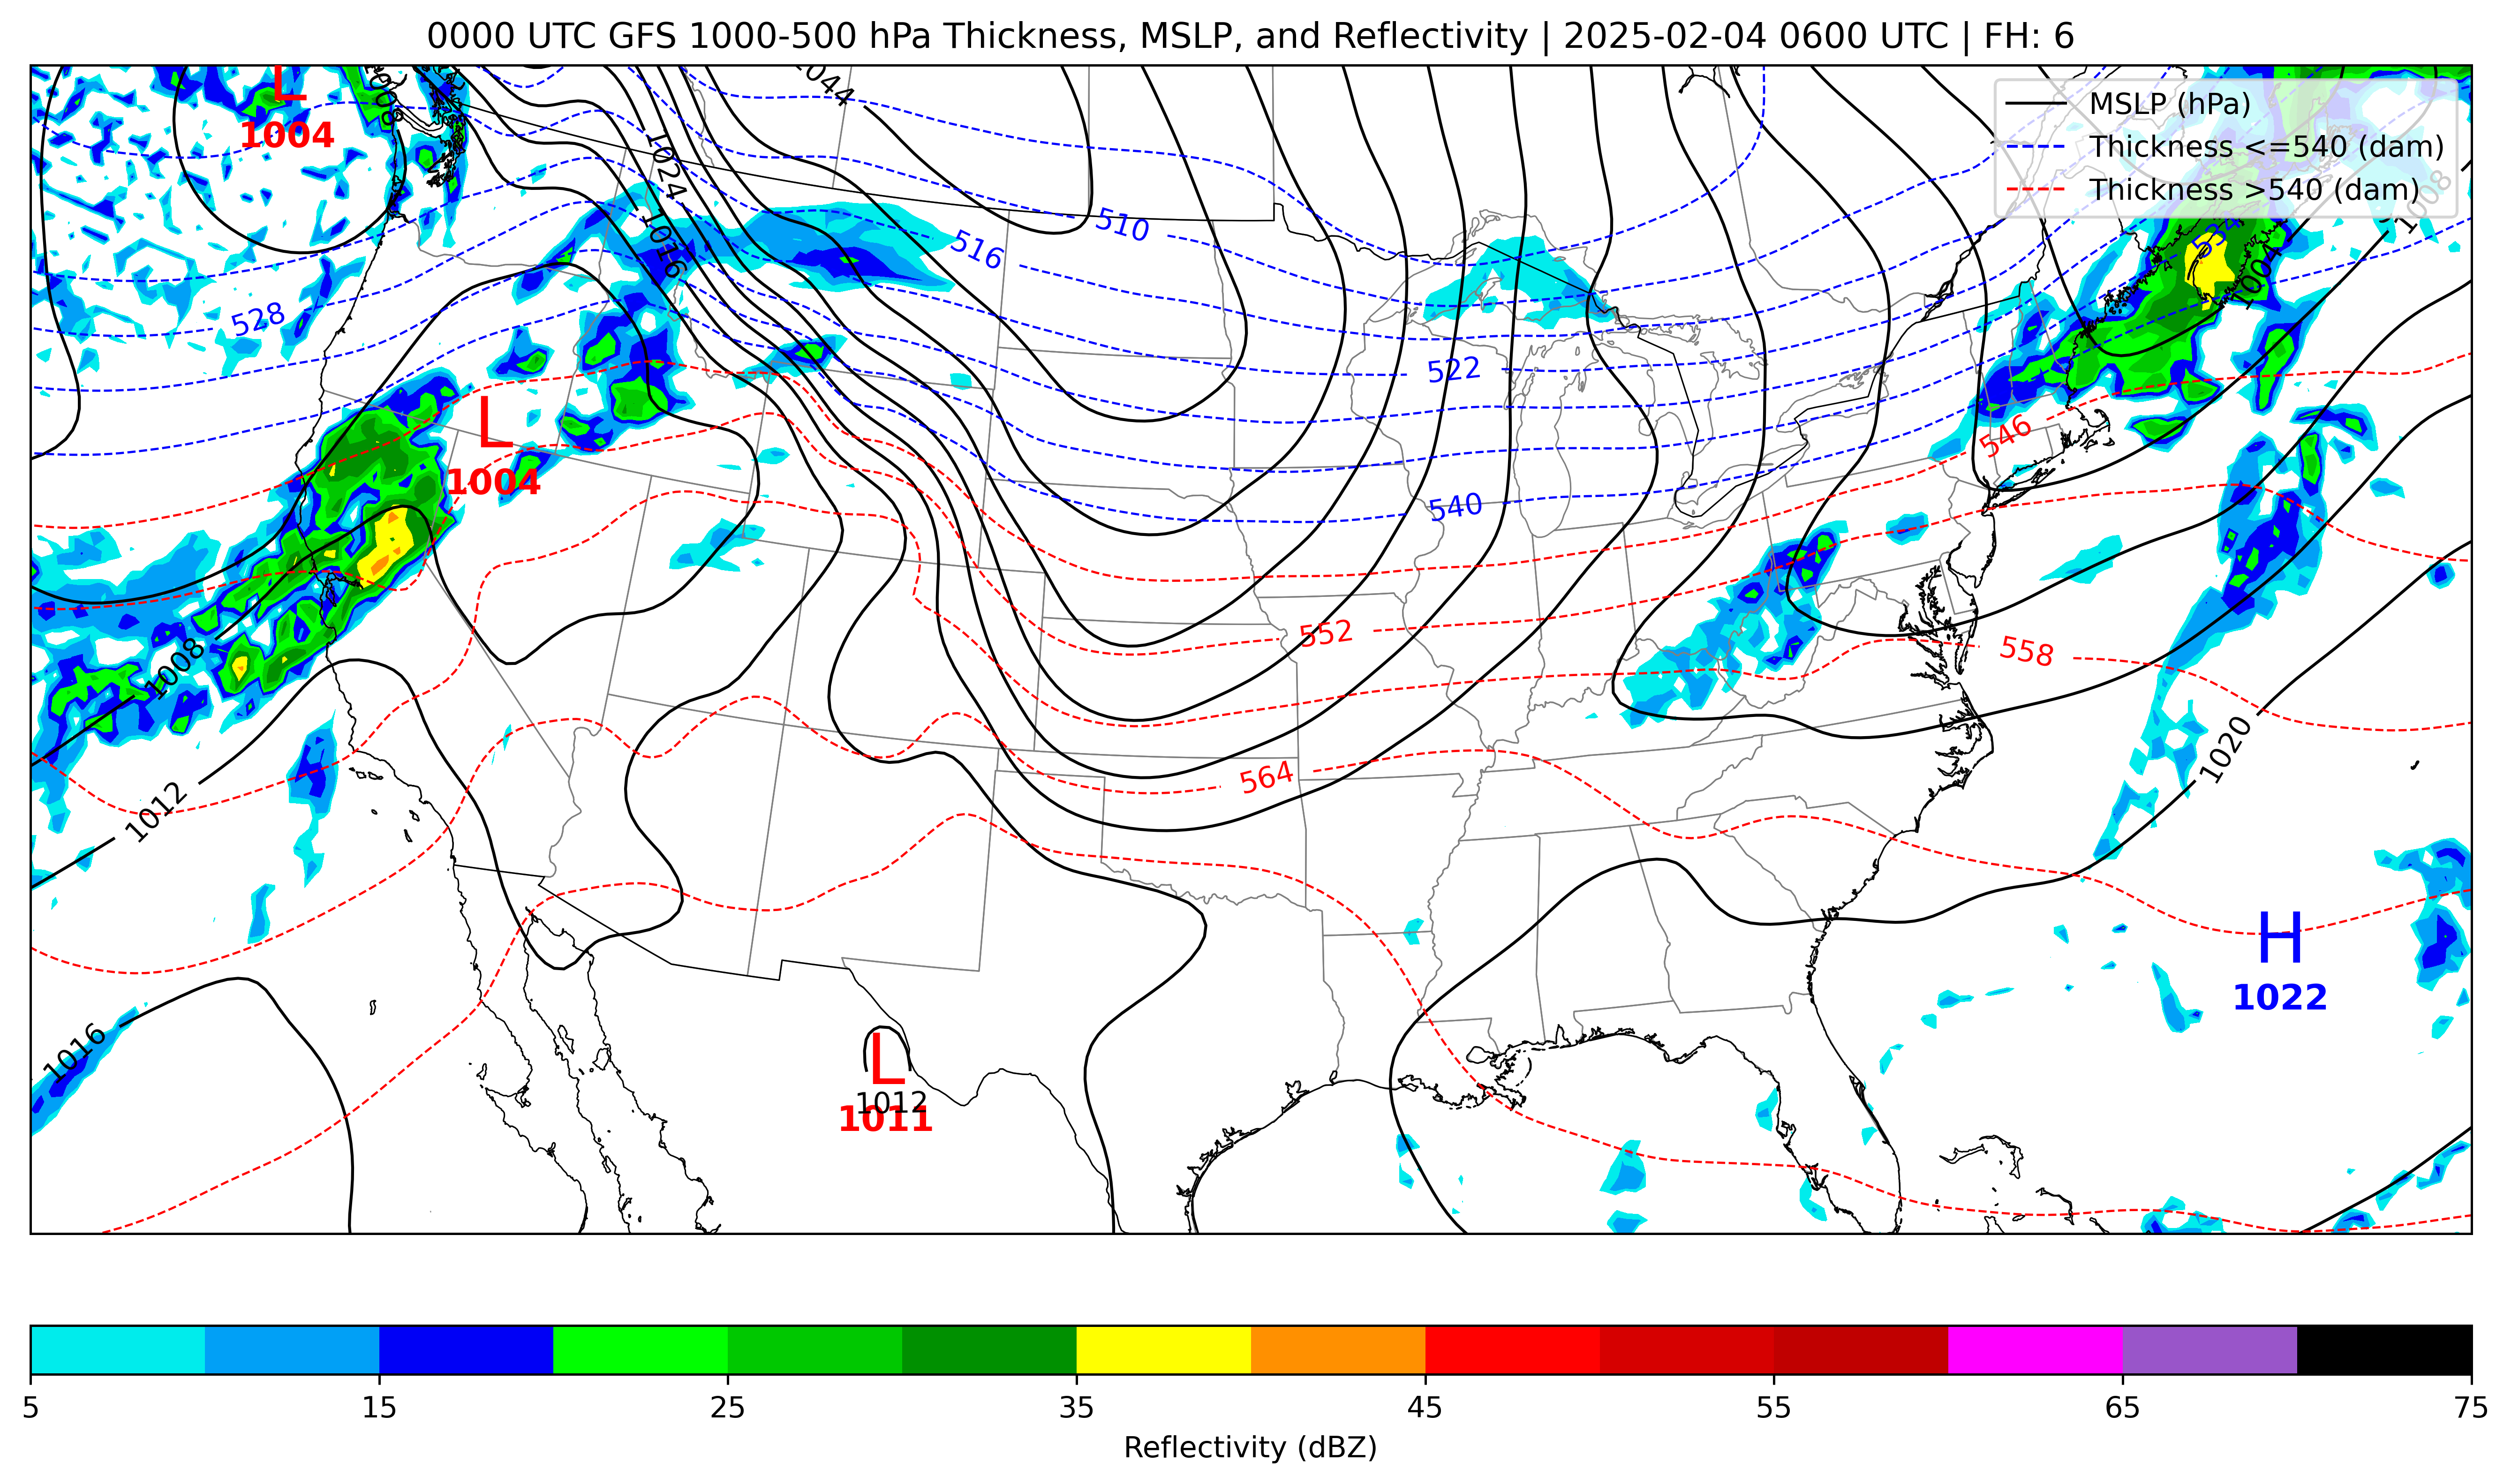 0000 UTC GFS 1000-500 hPa Thickness, MSLP, and Reflectivity | 2025-02-04 0600 UTC | FH: 6
MSLP (hPa)
Thickness <=540 (dam)
Thickness >540 (dam)
L
1004
1008
1024
1016
510
516
528
522
540
534
1004
1008
L
1004
546
552
558
564
1008
1012
1020
1016
H
1022
L
1012
1011
5 15 25 35 45 55 65 75
Reflectivity (dBZ)